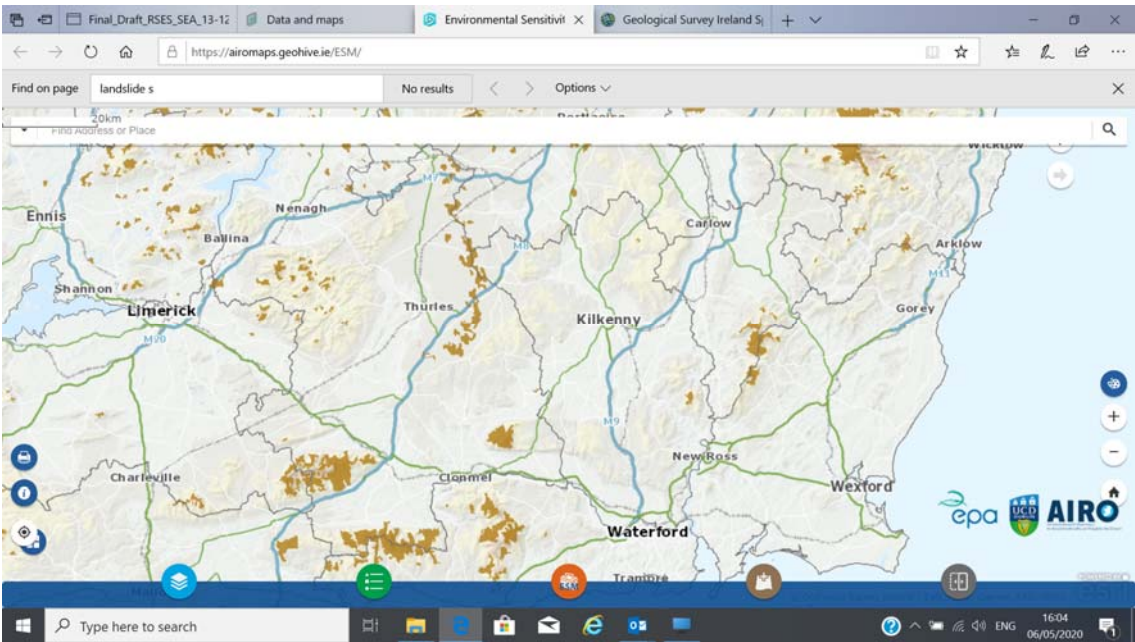 Final_Draft_RSES_SEA_13-12
Data and maps
Environmental Sensitivit
Geological Survey Ireland S
https://airomaps.geohive.ie/ESM/
Find on page
landslide s
No results
Options
20km
Find Address or Place
Wicklow
M7
Ennis
Nenagh
Carlow
Ballina
M8
Arklow
M11
Shannon
Limerick
Thurles
Kilkenny
Gorey
M20
M9
New Ross
Charleville
Clonmel
Wexford
epa
UCD
AIRO
Waterford
Tramore
ESM
Type here to search
ENG
16:04
06/05/2020